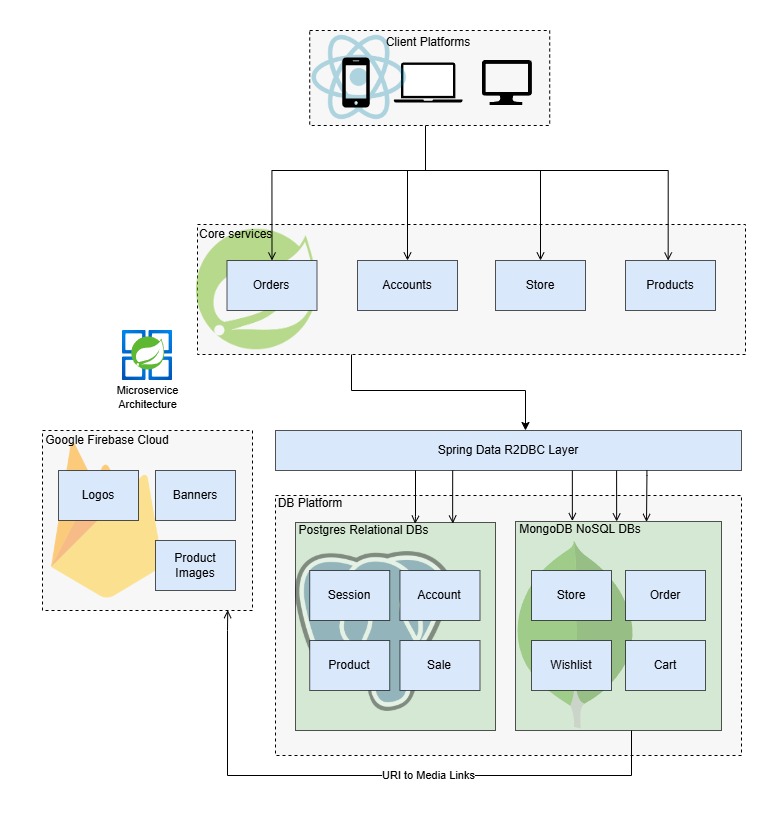 Client Platforms
Core services
Orders
Accounts
Store
Products
Microservice
Architecture
Google Firebase Cloud
Logos
Banners
Product
Images
Spring Data R2DBC Layer
DB Platform
Postgres Relational DBs
Session
Account
Product
Sale
MongoDB NoSQL DBs
Store
Order
Wishlist
Cart
URI to Media Links